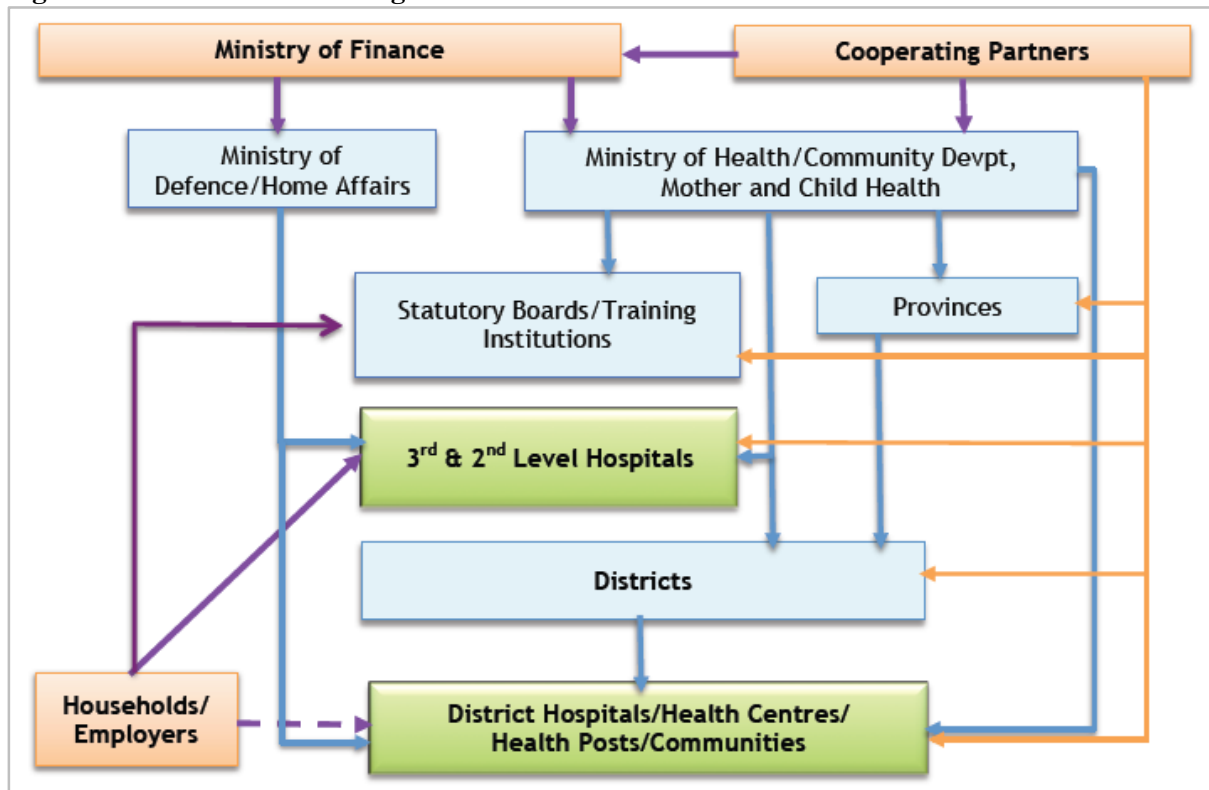 Ministry of Finance
Cooperating Partners
Ministry of
Defence/Home Affairs
Ministry of Health/Community Devpt,
Mother and Child Health
Statutory Boards/Training
Institutions
Provinces
3rd & 2nd Level Hospitals
Districts
Households/
Employers
District Hospitals/Health Centres/
Health Posts/Communities